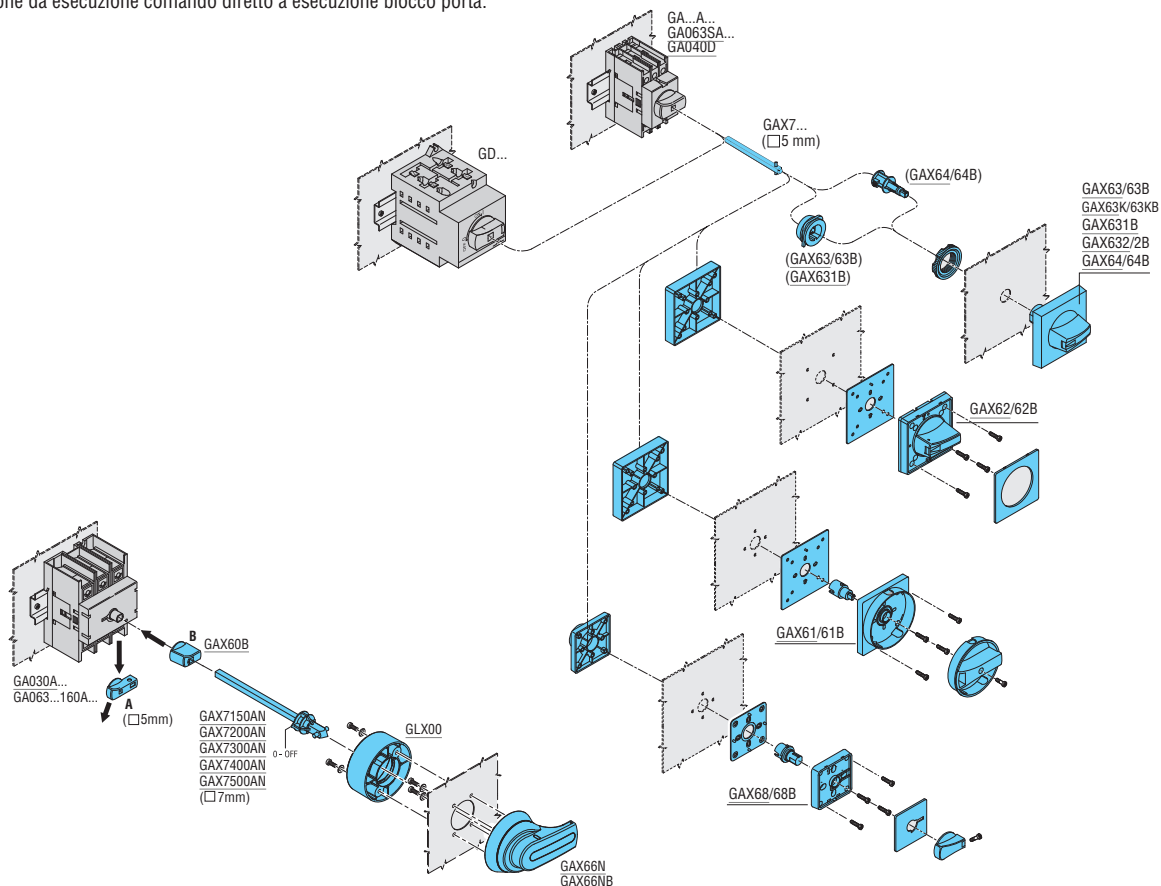 one da esecuzione comando diretto a esecuzione blocco porta.
GA...A...
GA063SA...
GA040D
GD...
GAX7...
(□5 mm)
(GAX64/64B)
(GAX63/63B)
(GAX631B)
GAX63/63B
GAX63K/63KB
GAX631B
GAX632/2B
GAX64/64B
GAX62/62B
GAX61/61B
GAX68/68B
B
GAX60B
GA030A...
GA063...160A...
A
(□5mm)
GAX7150AN
GAX7200AN
GAX7300AN
GAX7400AN
GAX7500AN
(□7mm)
0 - OFF
GLX00
GAX66N
GAX66NB